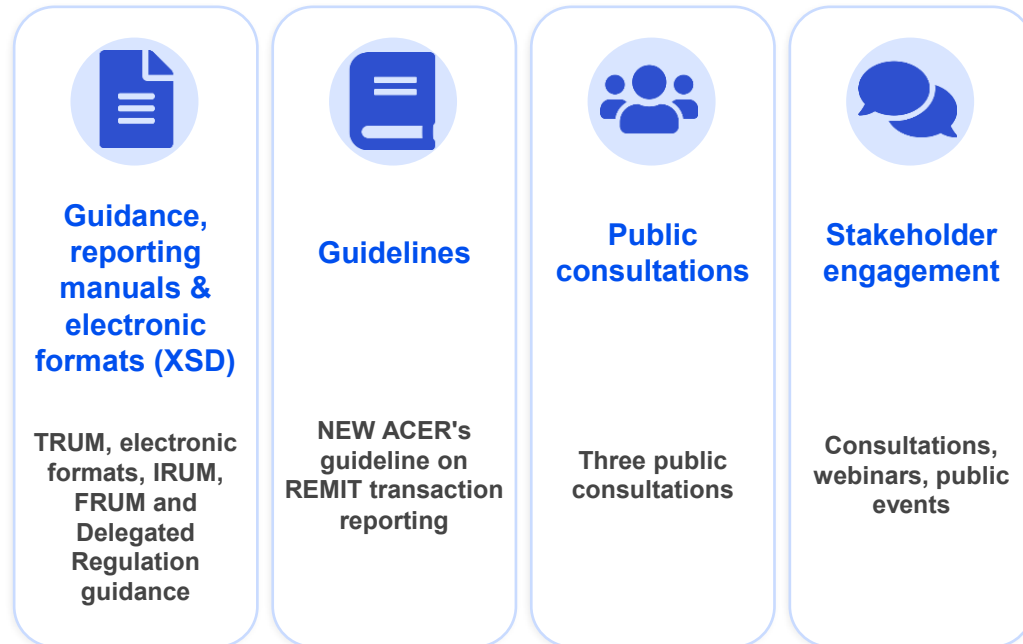 Guidance,
reporting
manuals &
electronic
formats (XSD)
TRUM, electronic
formats, IRUM,
FRUM and
Delegated
Regulation
guidance
Guidelines
NEW ACER's
guideline on
REMIT transaction
reporting
Public
consultations
Three public
consultations
Stakeholder
engagement
Consultations,
webinars, public
events